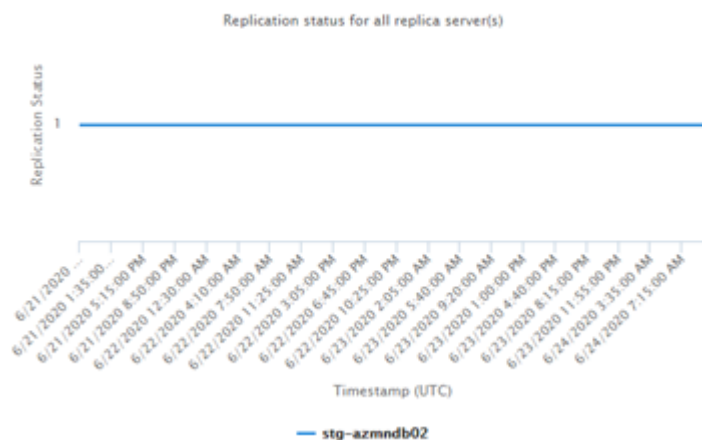 Replication status for all replica server(s)
Replication Status
1
6/21/2020 ...
6/21/2020 1:35:00...
6/21/2020 5:15:00 PM
6/21/2020 8:50:00 PM
6/22/2020 12:30:00 AM
6/22/2020 4:10:00 AM
6/22/2020 7:50:00 AM
6/22/2020 11:25:00 AM
6/22/2020 3:05:00 PM
6/22/2020 6:45:00 PM
6/22/2020 10:25:00 PM
6/23/2020 2:05:00 AM
6/23/2020 5:40:00 AM
6/23/2020 9:20:00 AM
6/23/2020 1:00:00 PM
6/23/2020 4:40:00 PM
6/23/2020 8:15:00 PM
6/23/2020 11:55:00 PM
6/24/2020 3:35:00 AM
6/24/2020 7:15:00 AM
Timestamp (UTC)
stg-azmndb02